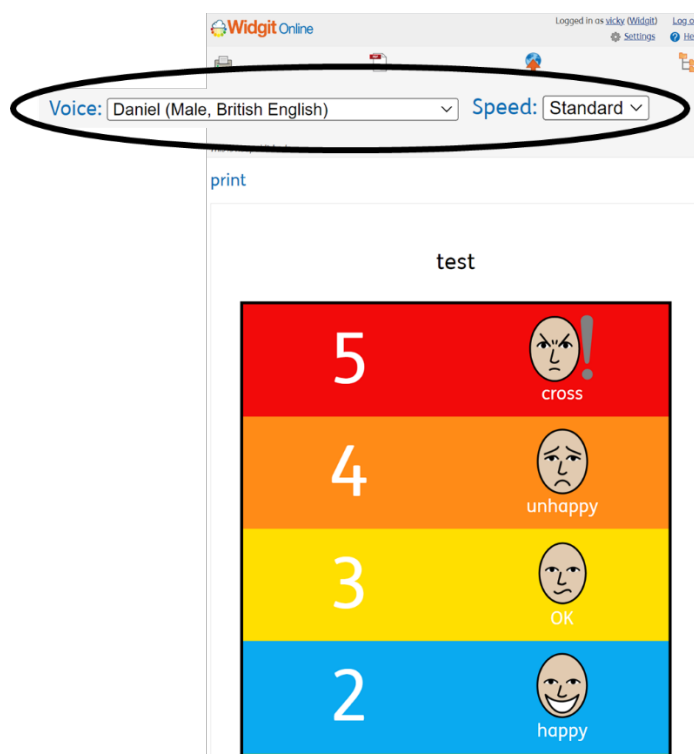 Widgit Online
Logged in as vicky (Widgit)
Settings
Voice: Daniel (Male, British English) Speed: Standard
print
test
5
cross
4
unhappy
3
OK
2
happy